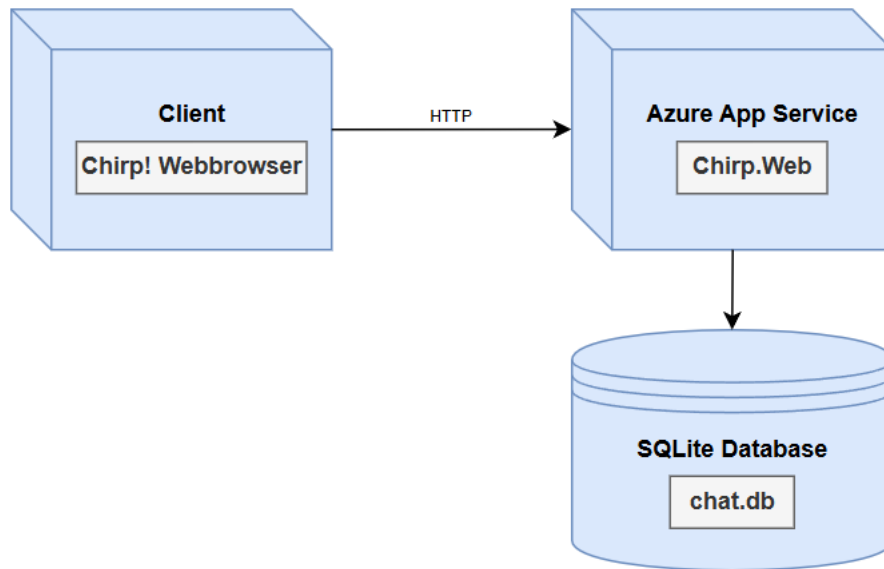 Client
Chirp! Webbrowser
HTTP
Azure App Service
Chirp.Web
SQLite Database
chat.db